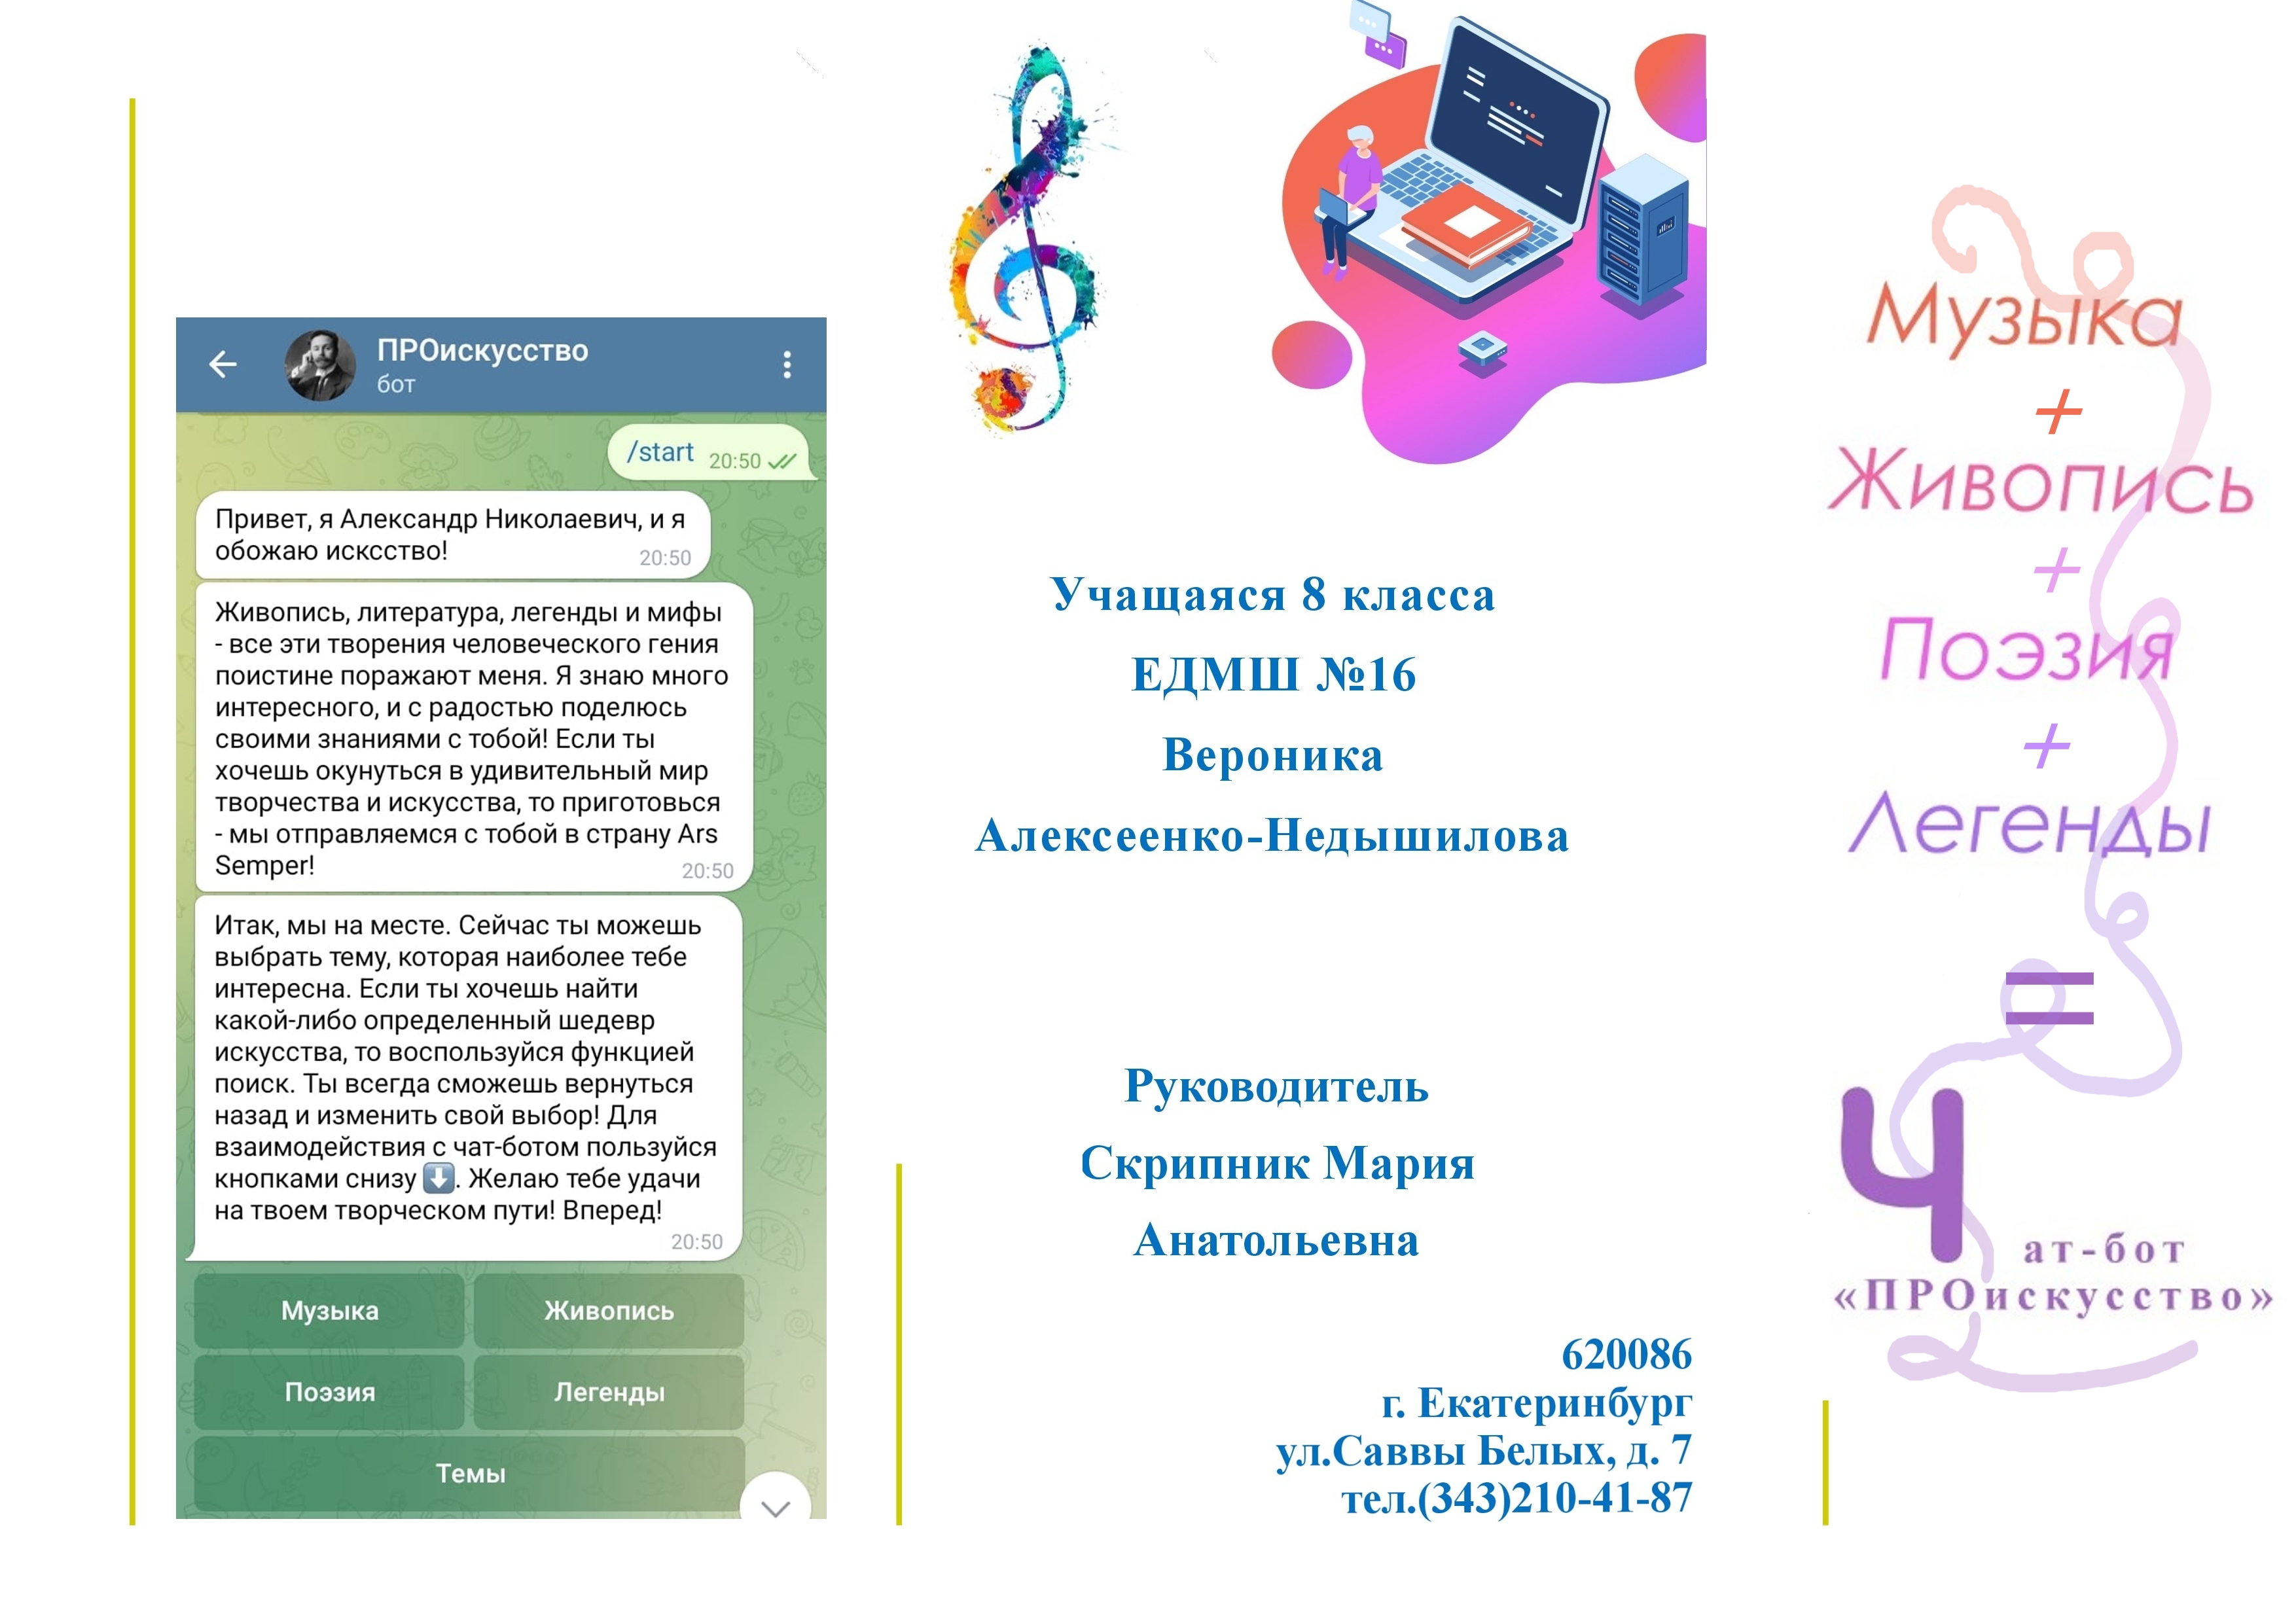 ПРОискусство
бот
/start 20:50
Привет, я Александр Николаевич, и я
обожаю исксство! 20:50
Живопись, литература, легенды и мифы
- все эти творения человеческого гения
поистине поражают меня. Я знаю много
интересного, и с радостью поделюсь
своими знаниями с тобой! Если ты
хочешь окунуться в удивительный мир
творчества и искусства, то приготовься
- мы отправляемся с тобой в страну Ars
Semper! 20:50
Итак, мы на месте. Сейчас ты можешь
выбрать тему, которая наиболее тебе
интересна. Если ты хочешь найти
какой-либо определенный шедевр
искусства, то воспользуйся функцией
поиск. Ты всегда сможешь вернуться
назад и изменить свой выбор! Для
взаимодействия с чат-ботом пользуйся
кнопками снизу ⬇️. Желаю тебе удачи
на твоем творческом пути! Вперед!
20:50
Музыка Живопись
Поэзия Легенды
Темы
Учащаяся 8 класса
ЕДМШ №16
Вероника
Алексеенко-Недышилова
Руководитель
Скрипник Мария
Анатольевна
620086
г. Екатеринбург
ул.Саввы Белых, д. 7
тел.(343)210-41-87
Музыка
+
Живопись
+
Поэзия
+
Легенды
=
Чат-бот
«ПРОискусство»